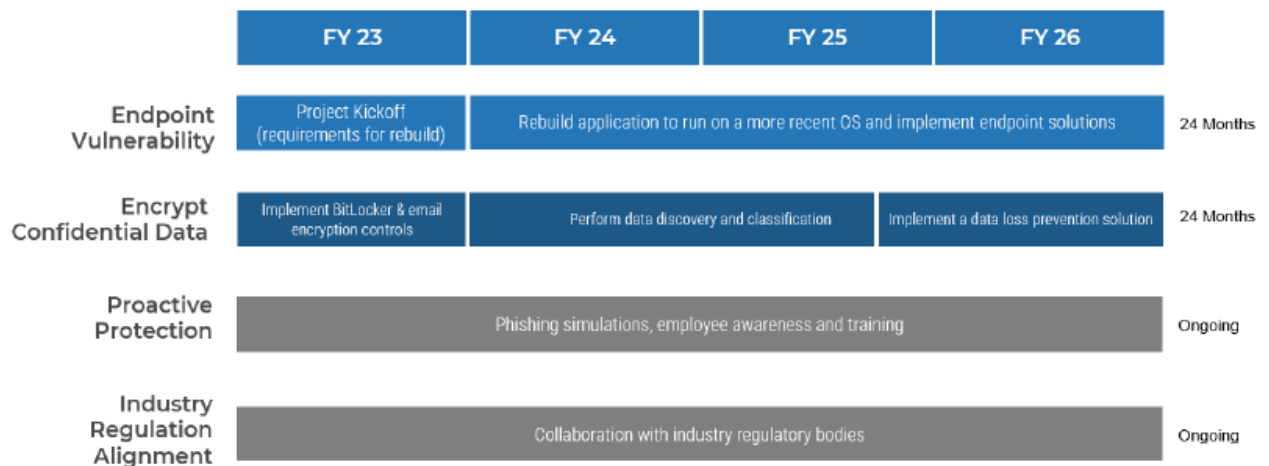 FY 23
FY 24
FY 25
FY 26
Endpoint
Vulnerability
Project Kickoff
(requirements for rebuild)
Rebuild application to run on a more recent OS and implement endpoint solutions
24 Months
Encrypt
Confidential Data
Implement BitLocker & email
encryption controls
Perform data discovery and classification
Implement a data loss prevention solution
24 Months
Proactive
Protection
Phishing simulations, employee awareness and training
Ongoing
Industry
Regulation
Alignment
Collaboration with industry regulatory bodies
Ongoing